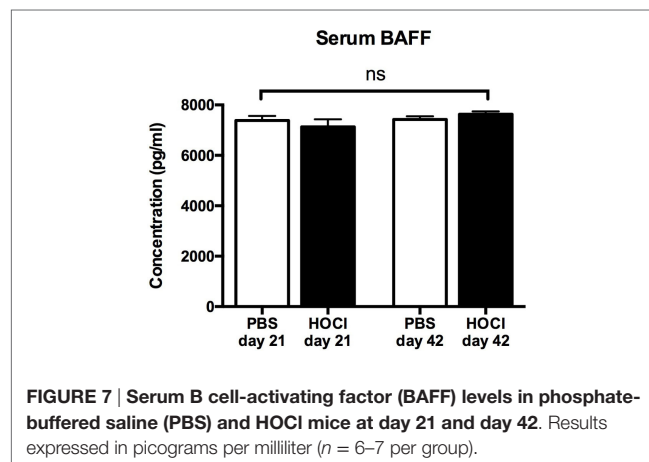 Serum BAFF
ns
Concentration (pg/ml)
8000
6000
4000
2000
0
PBS HOCl PBS HOCl
day 21 day 21 day 42 day 42
FIGURE 7 | Serum B cell-activating factor (BAFF) levels in phosphate-
buffered saline (PBS) and HOCl mice at day 21 and day 42. Results
expressed in picograms per milliliter (n = 6–7 per group).